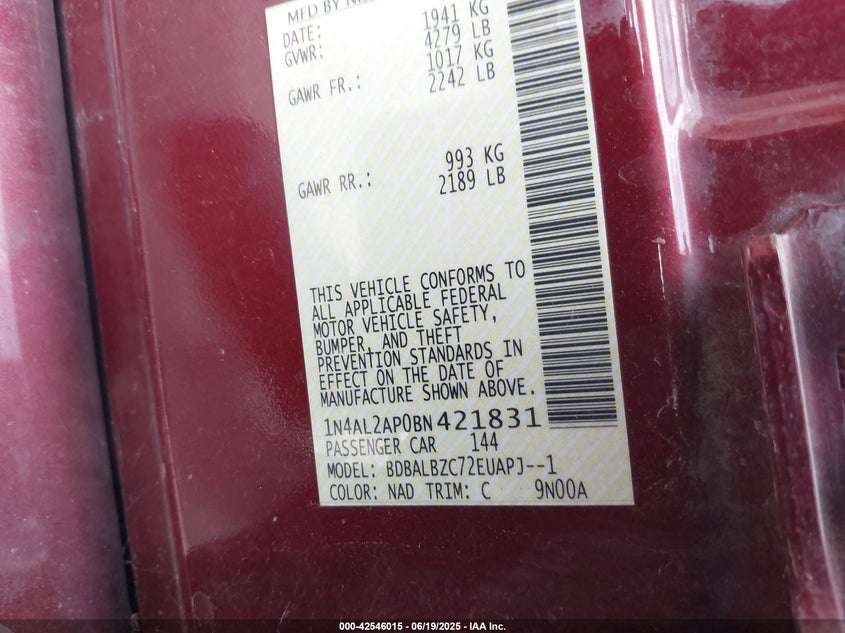 MFD BY NI
DATE: 1941 KG
GVWR: 4279 LB
1017 KG
GAWR FR.: 2242 LB
993 KG
GAWR RR.: 2189 LB
THIS VEHICLE CONFORMS TO
ALL APPLICABLE FEDERAL
MOTOR VEHICLE SAFETY,
BUMPER, AND THEFT
PREVENTION STANDARDS IN
EFFECT ON THE DATE OF
MANUFACTURE SHOWN ABOVE.
1N4AL2AP0BN421831
PASSENGER CAR 144
MODEL: BDBALBZC72EUAPJ--1
COLOR: NAD TRIM: C 9N00A
000-42546015 - 06/19/2025 - IAA Inc.